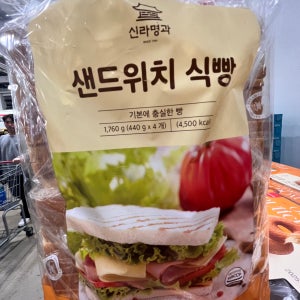 신라명과
샌드위치 식빵
기본에 충실한 빵
1,760 g (440 g x 4 개) (4,500 kcal)